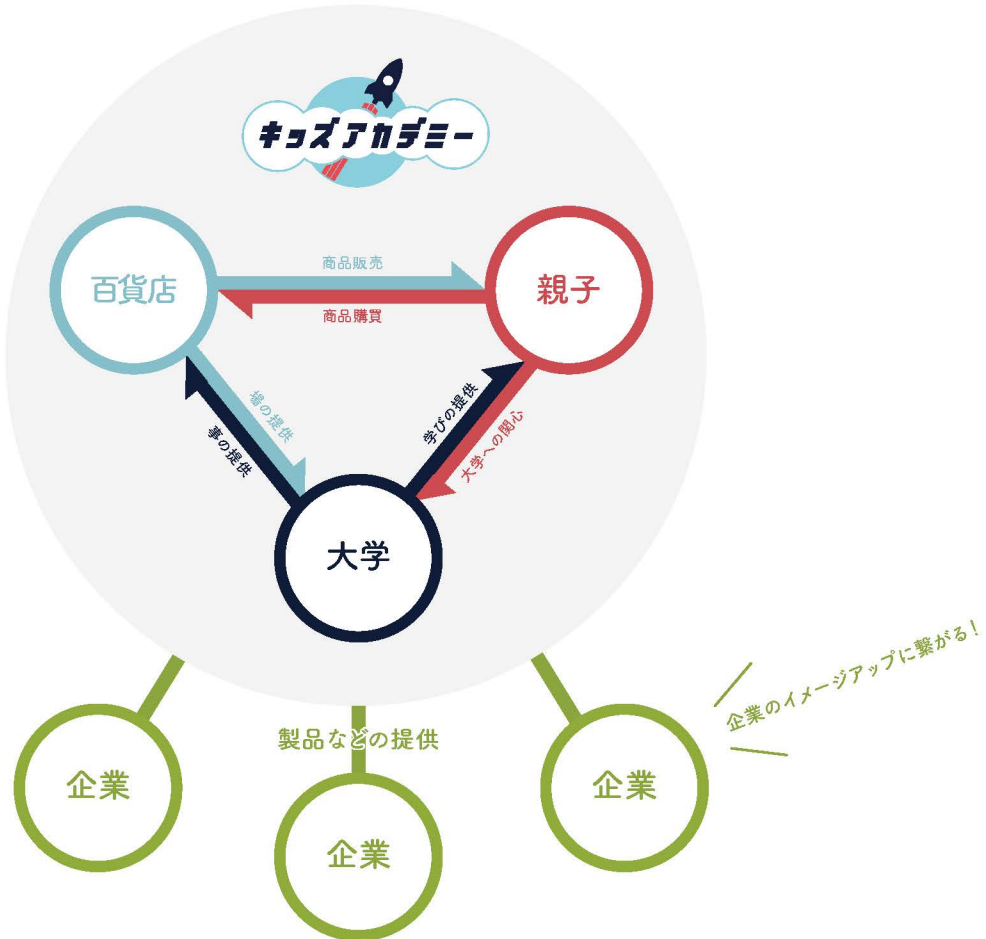 キッズアカデミー
百貨店
商品販売
商品購買
親子
場の提供
事の提供
学びの提供
大学への関心
大学
製品などの提供
企業
企業
企業
企業のイメージアップに繋がる！